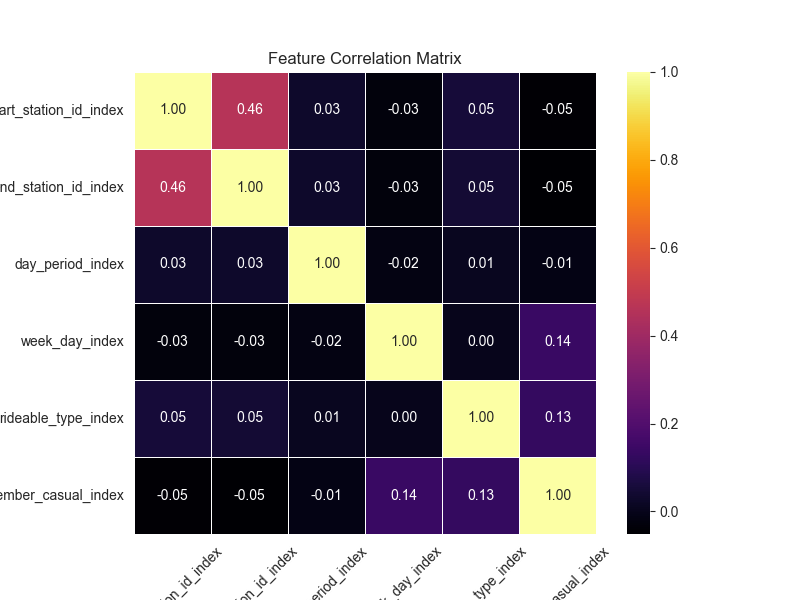 Feature Correlation Matrix
art_station_id_index 1.00 0.46 0.03 -0.03 0.05 -0.05
nd_station_id_index 0.46 1.00 0.03 -0.03 0.05 -0.05
day_period_index 0.03 0.03 1.00 -0.02 0.01 -0.01
week_day_index -0.03 -0.03 -0.02 1.00 0.00 0.14
rideable_type_index 0.05 0.05 0.01 0.00 1.00 0.13
ember_casual_index -0.05 -0.05 -0.01 0.14 0.13 1.00
ion_id_index
ion_id_index
eriod_index
_day_index
type_index
asual_index
1.0
0.8
0.6
0.4
0.2
0.0